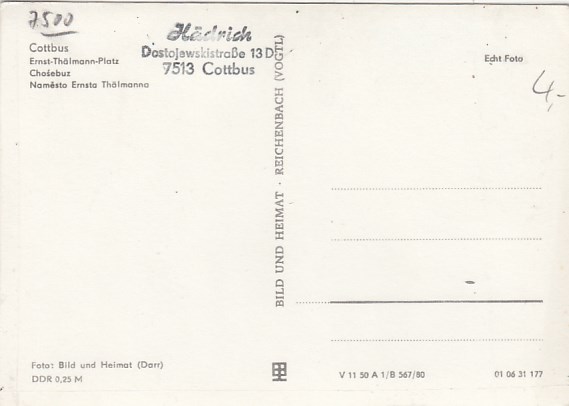 7500
Cottbus
Ernst-Thälmann-Platz
Chośebuz
Naměsto Ernsta Thälmanna
Hädrich
Dostojewskistraße 13 D
7513 Cottbus
Echt Foto
4,-
BILD UND HEIMAT · REICHENBACH (VOGTL)
Foto: Bild und Heimat (Darr)
DDR 0,25 M
V 11 50 A 1/B 567/80
01 06 31 177